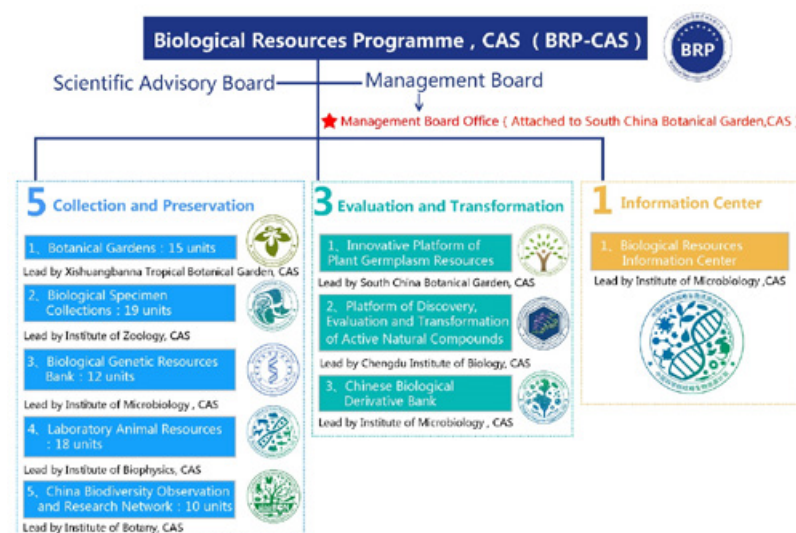 Biological Resources Programme , CAS ( BRP-CAS )
BRP
Scientific Advisory Board
Management Board
Management Board Office ( Attached to South China Botanical Garden,CAS )
5 Collection and Preservation
1、Botanical Gardens : 15 units
Lead by Xishuangbanna Tropical Botanical Garden, CAS
2、Biological Specimen
Collections : 19 units
Lead by Institute of Zoology, CAS
3、Biological Genetic Resources
Bank : 12 units
Lead by Institute of Microbiology , CAS
4、Laboratory Animal Resources
: 18 units
Lead by Institute of Biophysics, CAS
5、China Biodiversity Observation
and Research Network : 10 units
Lead by Institute of Botany, CAS
3 Evaluation and Transformation
1、Innovative Platform of
Plant Germplasm Resources
Lead by South China Botanical Garden, CAS
2、Platform of Discovery,
Evaluation and Transformation
of Active Natural Compounds
Lead by Chengdu Institute of Biology, CAS
3、Chinese Biological
Derivative Bank
Lead by Institute of Microbiology , CAS
1 Information Center
1、Biological Resources
Information Center
Lead by Institute of Microbiology ,CAS